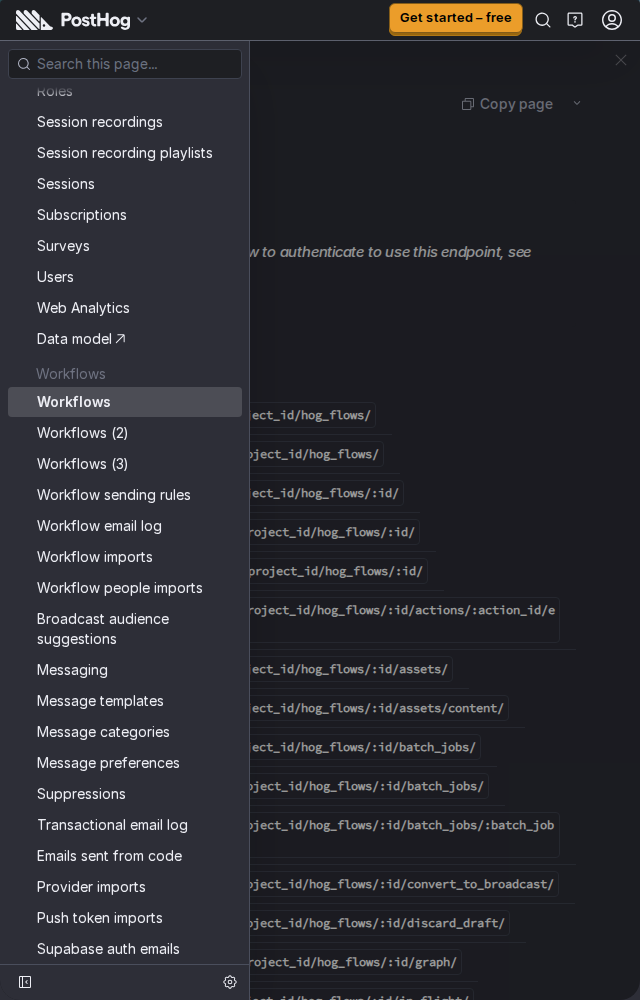 PostHog
Get started – free
Search this page...
Copy page
Roles
Session recordings
Session recording playlists
Sessions
Subscriptions
Surveys
Users
Web Analytics
Data model
Workflows
Workflows
Workflows (2)
Workflows (3)
Workflow sending rules
Workflow email log
Workflow imports
Workflow people imports
Broadcast audience
suggestions
Messaging
Message templates
Message categories
Message preferences
Suppressions
Transactional email log
Emails sent from code
Provider imports
Push token imports
Supabase auth emails
to authenticate to use this endpoint, see
ject_id/hog_flows/
oject_id/hog_flows/
ject_id/hog_flows/:id/
roject_id/hog_flows/:id/
project_id/hog_flows/:id/
roject_id/hog_flows/:id/actions/:action_id/e
ject_id/hog_flows/:id/assets/
ject_id/hog_flows/:id/assets/content/
ject_id/hog_flows/:id/batch_jobs/
oject_id/hog_flows/:id/batch_jobs/
oject_id/hog_flows/:id/batch_jobs/:batch_job
oject_id/hog_flows/:id/convert_to_broadcast/
oject_id/hog_flows/:id/discard_draft/
roject_id/hog_flows/:id/graph/